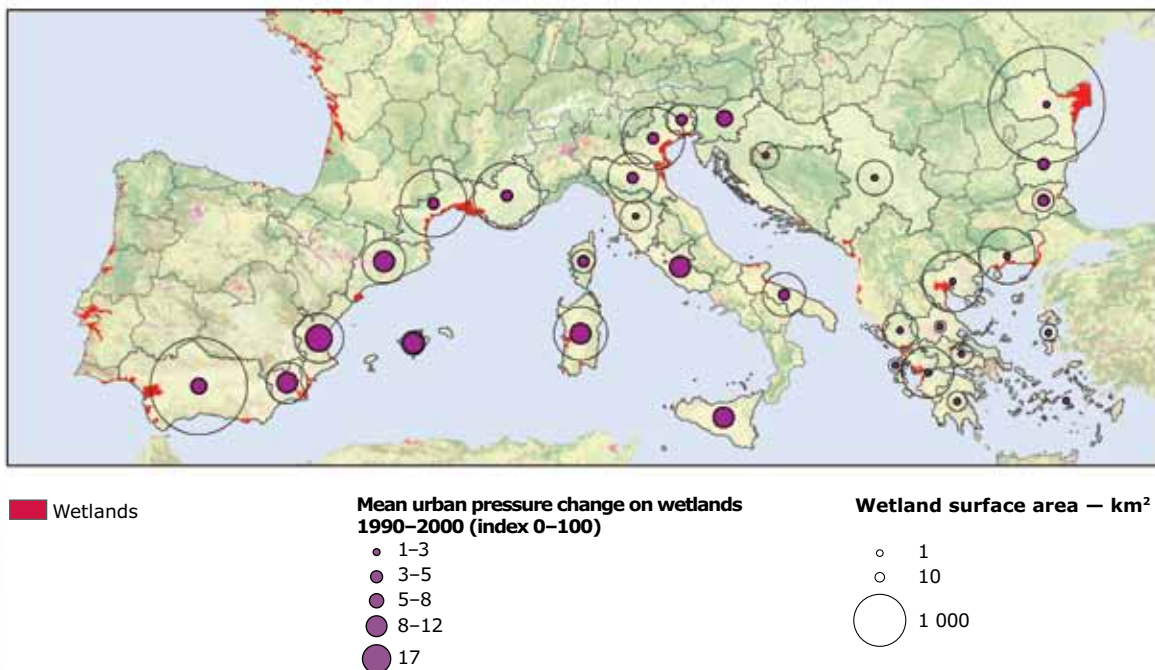 Wetlands
Mean urban pressure change on wetlands
1990–2000 (index 0–100)
1–3
3–5
5–8
8–12
17
Wetland surface area — km²
1
10
1 000